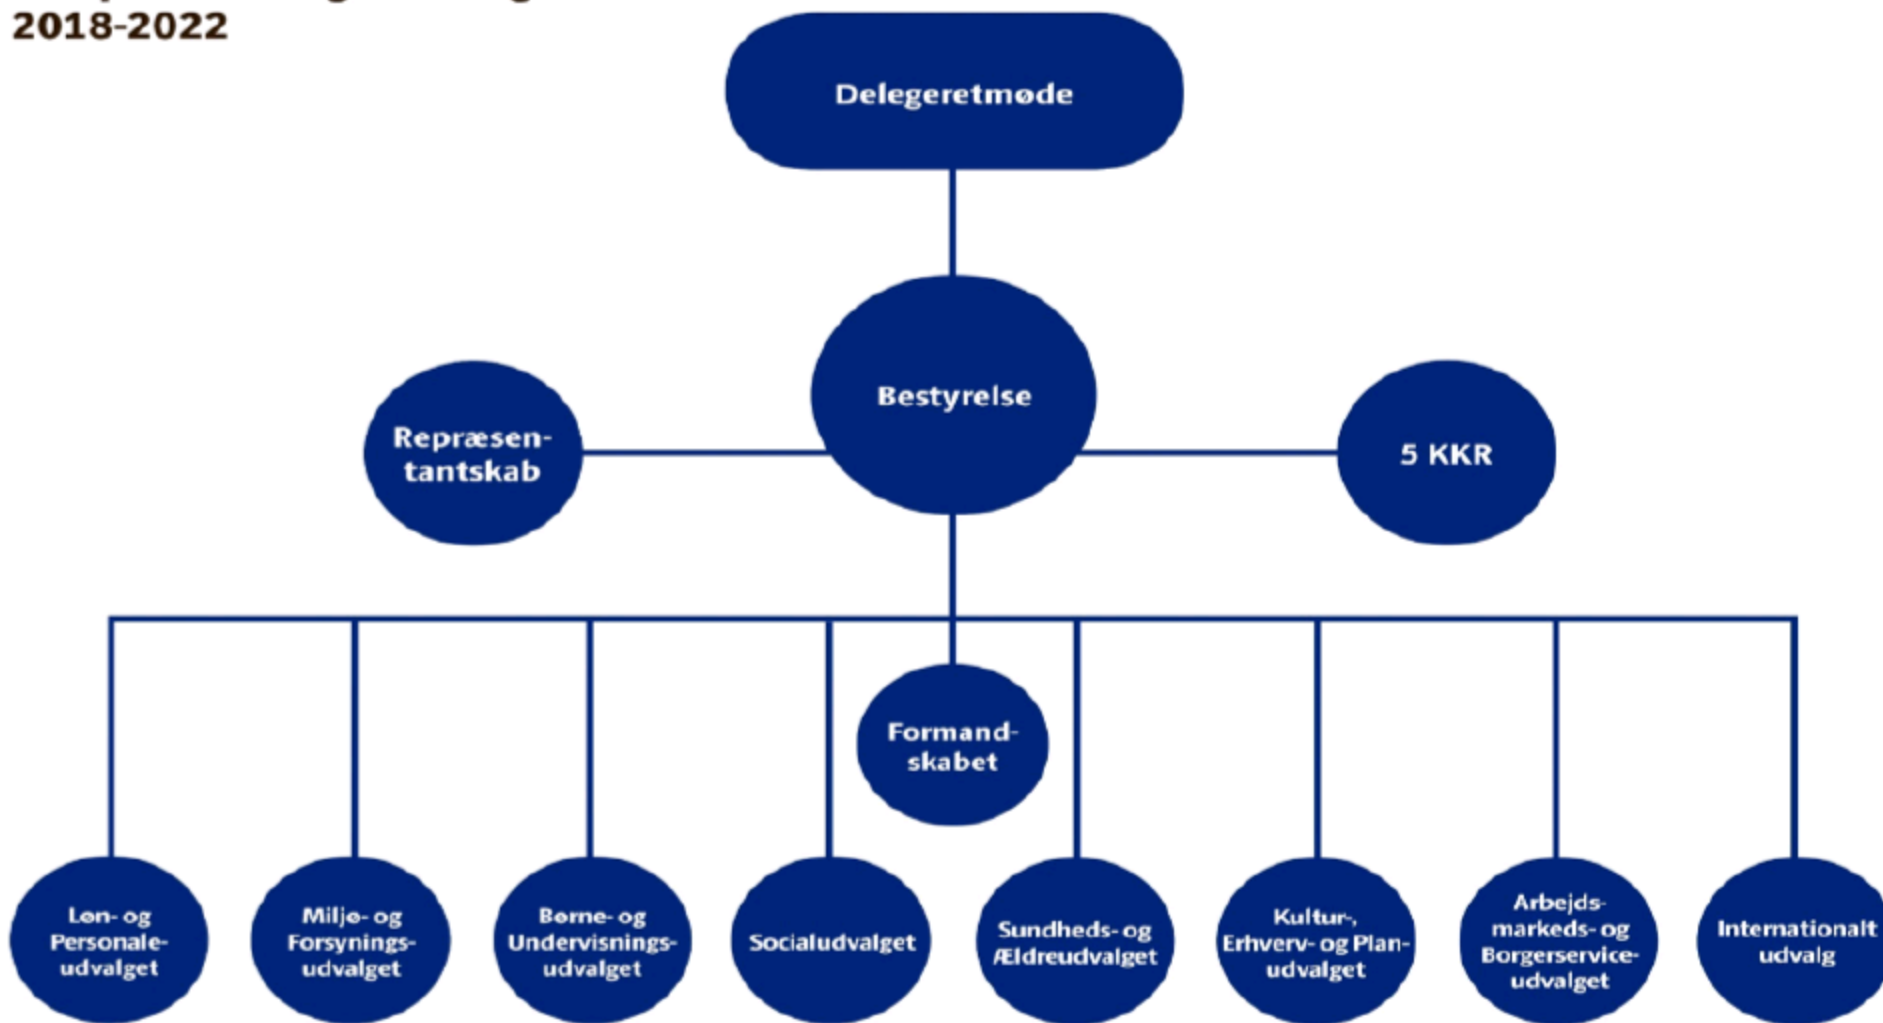 2018-2022
Delegeretmøde
Bestyrelse
Repræsen-
tantskab
5 KKR
Formand-
skabet
Løn- og
Personale-
udvalget
Miljø- og
Forsynings-
udvalget
Børne- og
Undervisnings-
udvalget
Socialudvalget
Sundheds- og
Ældreudvalget
Kultur-,
Erhverv- og Plan-
udvalget
Arbejds-
markeds- og
Borgerservice-
udvalget
Internationalt
udvalg